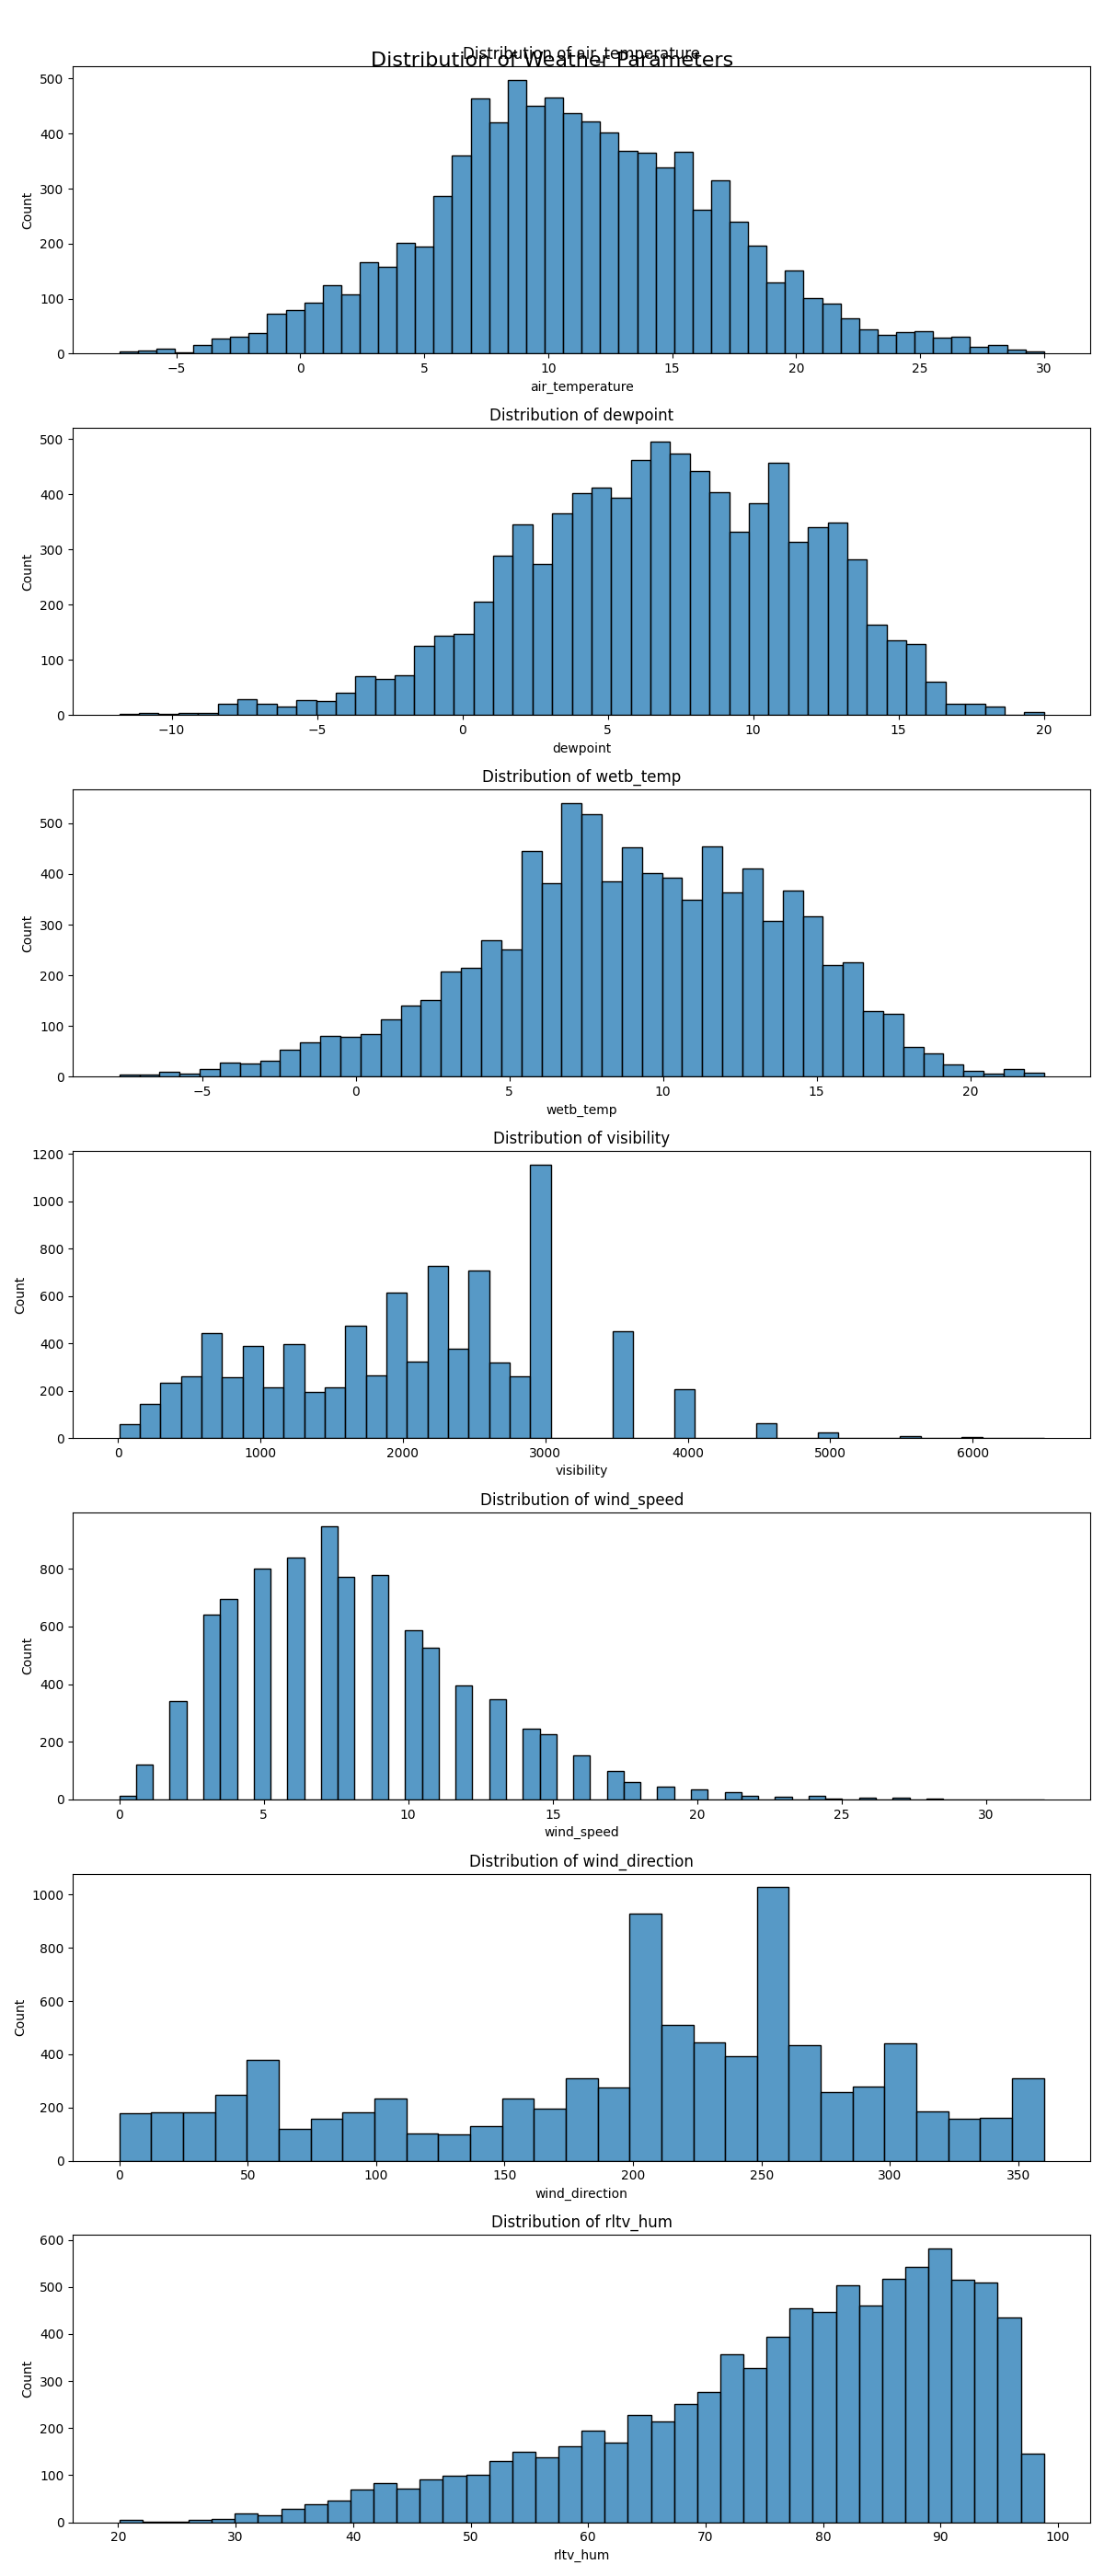 Distribution of air_temperature
Distribution of Weather Parameters
500
400
300
200
100
0
Count
−5 0 5 10 15 20 25 30
air_temperature
Distribution of dewpoint
500
400
300
200
100
0
Count
−10 −5 0 5 10 15 20
dewpoint
Distribution of wetb_temp
500
400
300
200
100
0
Count
−5 0 5 10 15 20
wetb_temp
Distribution of visibility
1200
1000
800
600
400
200
0
Count
0 1000 2000 3000 4000 5000 6000
visibility
Distribution of wind_speed
800
600
400
200
0
Count
0 5 10 15 20 25 30
wind_speed
Distribution of wind_direction
1000
800
600
400
200
0
Count
0 50 100 150 200 250 300 350
wind_direction
Distribution of rltv_hum
600
500
400
300
200
100
0
Count
20 30 40 50 60 70 80 90 100
rltv_hum